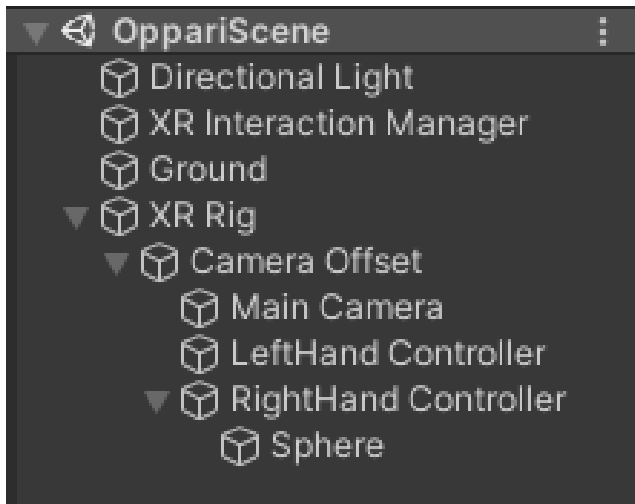 OppariScene
Directional Light
XR Interaction Manager
Ground
XR Rig
Camera Offset
Main Camera
LeftHand Controller
RightHand Controller
Sphere